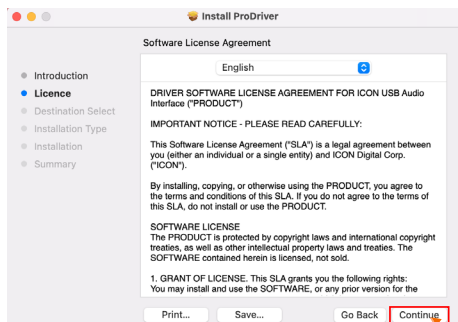 Install ProDriver
Software License Agreement
English
Introduction
Licence
Destination Select
Installation Type
Installation
Summary
DRIVER SOFTWARE LICENSE AGREEMENT FOR ICON USB Audio
Interface ("PRODUCT")
IMPORTANT NOTICE - PLEASE READ CAREFULLY:
This Software License Agreement ("SLA") is a legal agreement between
you (either an individual or a single entity) and ICON Digital Corp.
("ICON").
By installing, copying, or otherwise using the PRODUCT, you agree to
the terms and conditions of this SLA. If you do not agree to the terms of
this SLA, do not install or use the PRODUCT.
SOFTWARE LICENSE
The PRODUCT is protected by copyright laws and international copyright
treaties, as well as other intellectual property laws and treaties. The
SOFTWARE contained herein is licensed, not sold.
1. GRANT OF LICENSE. This SLA grants you the following rights:
You may install and use the SOFTWARE, or any prior version for the
Print...
Save...
Go Back
Continue